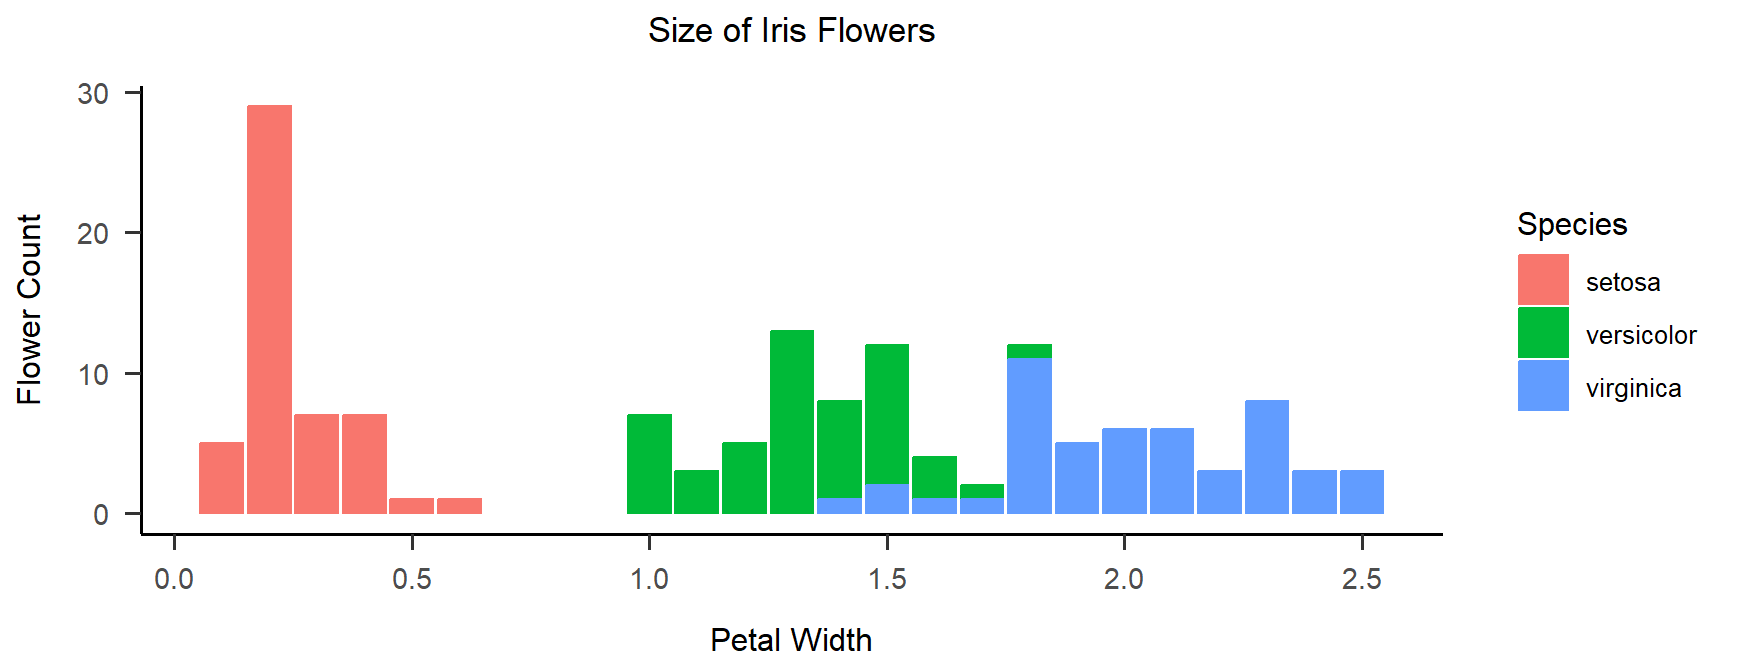 Size of Iris Flowers
30
20
10
0
Flower Count
0.0 0.5 1.0 1.5 2.0 2.5
Petal Width
Species
setosa
versicolor
virginica